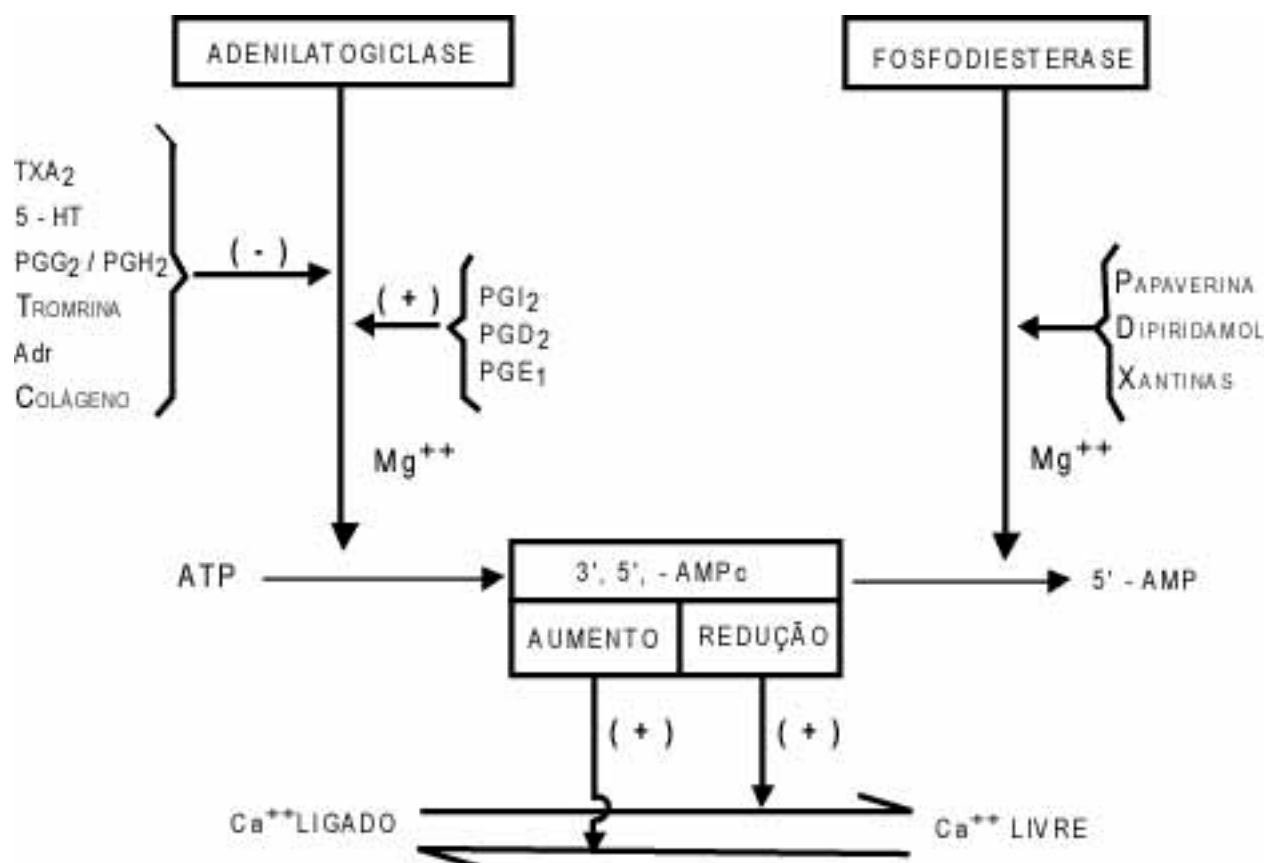 ADENILATOGICLASE
FOSFODIESTERASE
TXA2
5 - HT
PGG2 / PGH2
TROMRINA
Adr
COLÁGENO
( - )
( + )
PGI2
PGD2
PGE1
PAPAVERINA
DIPIRIDAMOL
XANTINAS
Mg++
Mg++
ATP
3', 5', - AMPc
5' - AMP
AUMENTO
REDUÇÃO
( + )
( + )
Ca++ LIGADO
Ca++ LIVRE